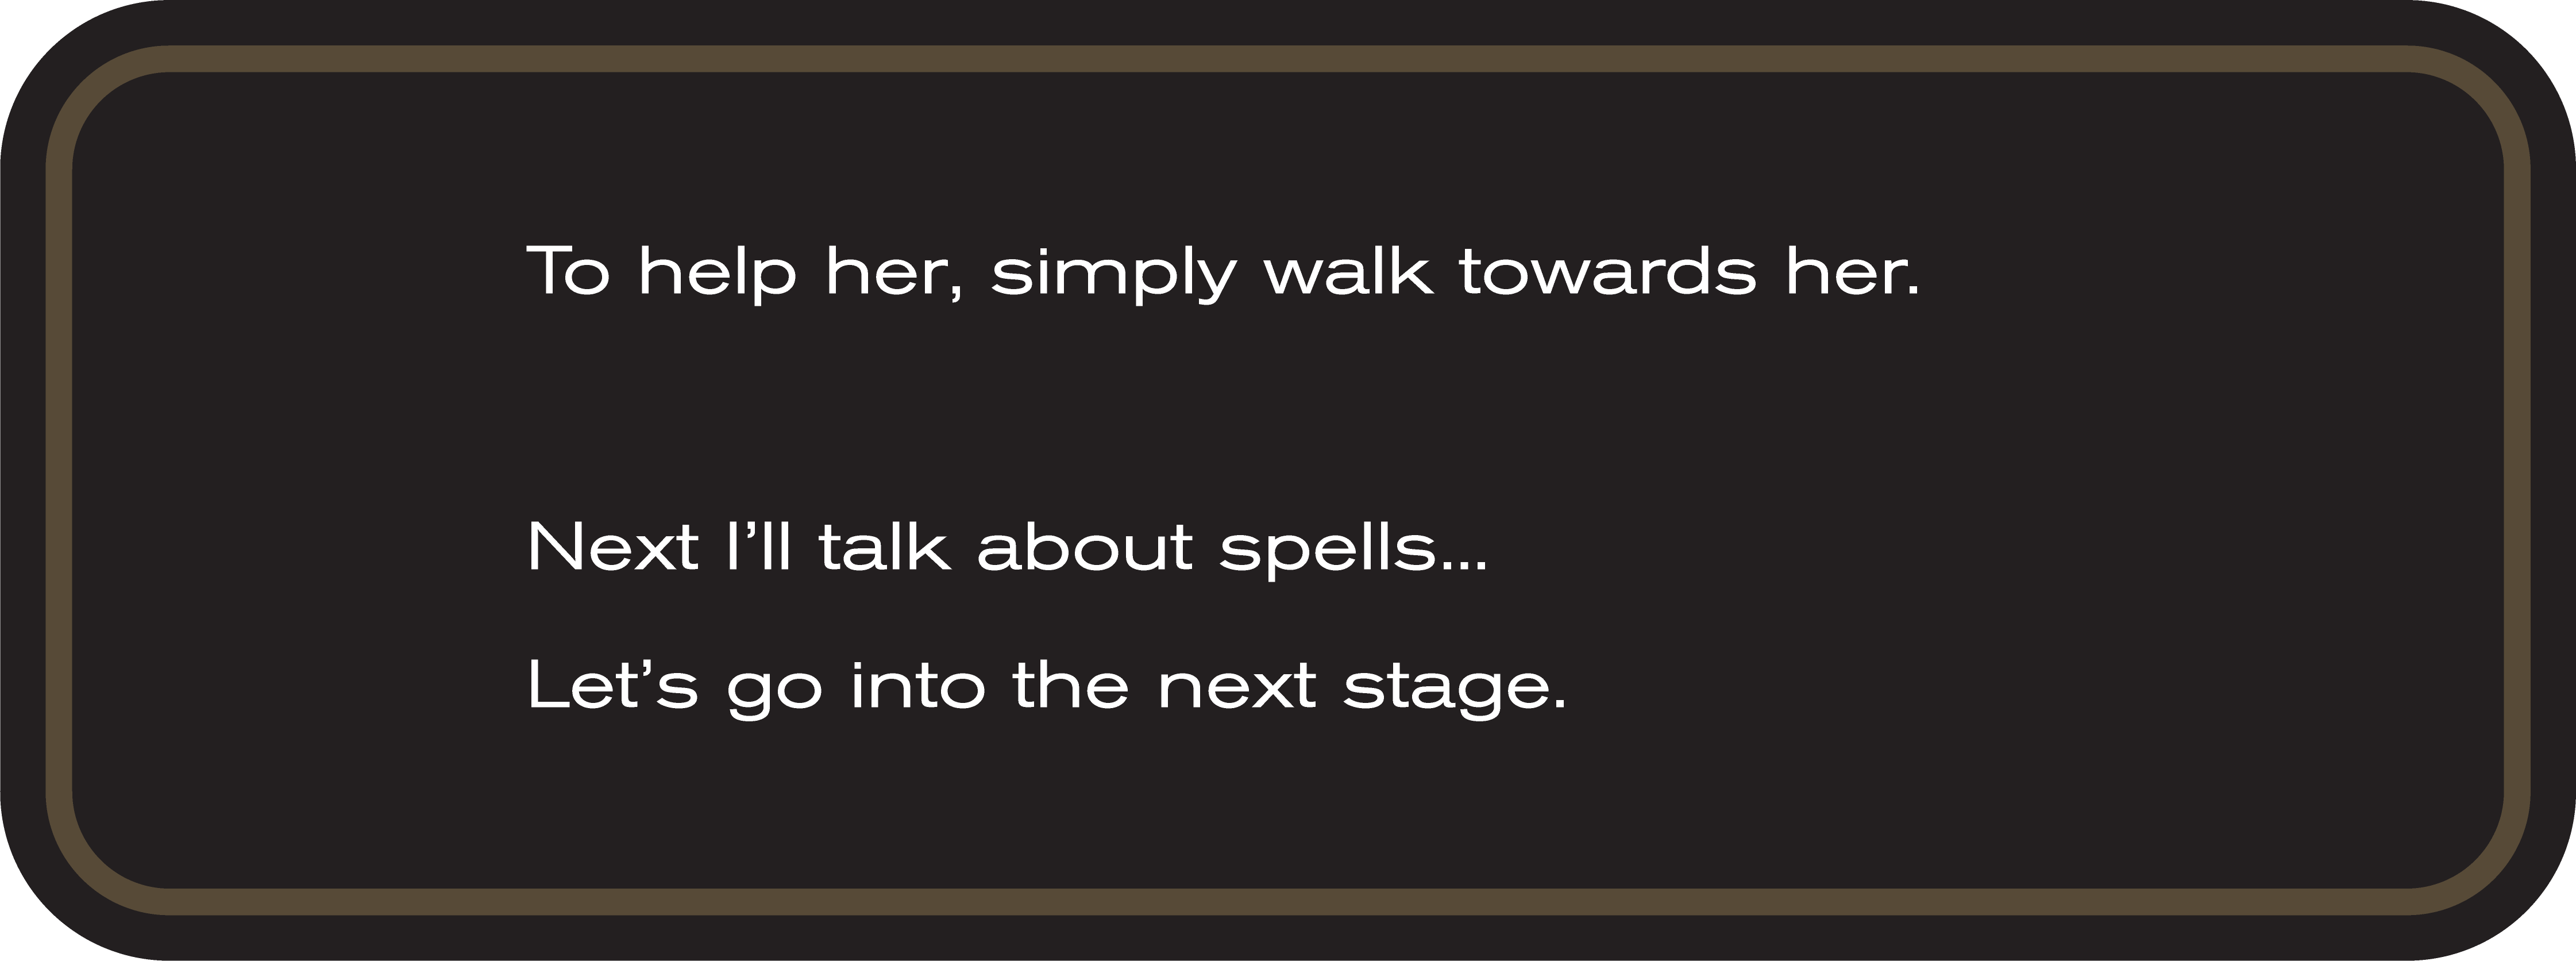 To help her, simply walk towards her.
Next I’ll talk about spells...
Let’s go into the next stage.